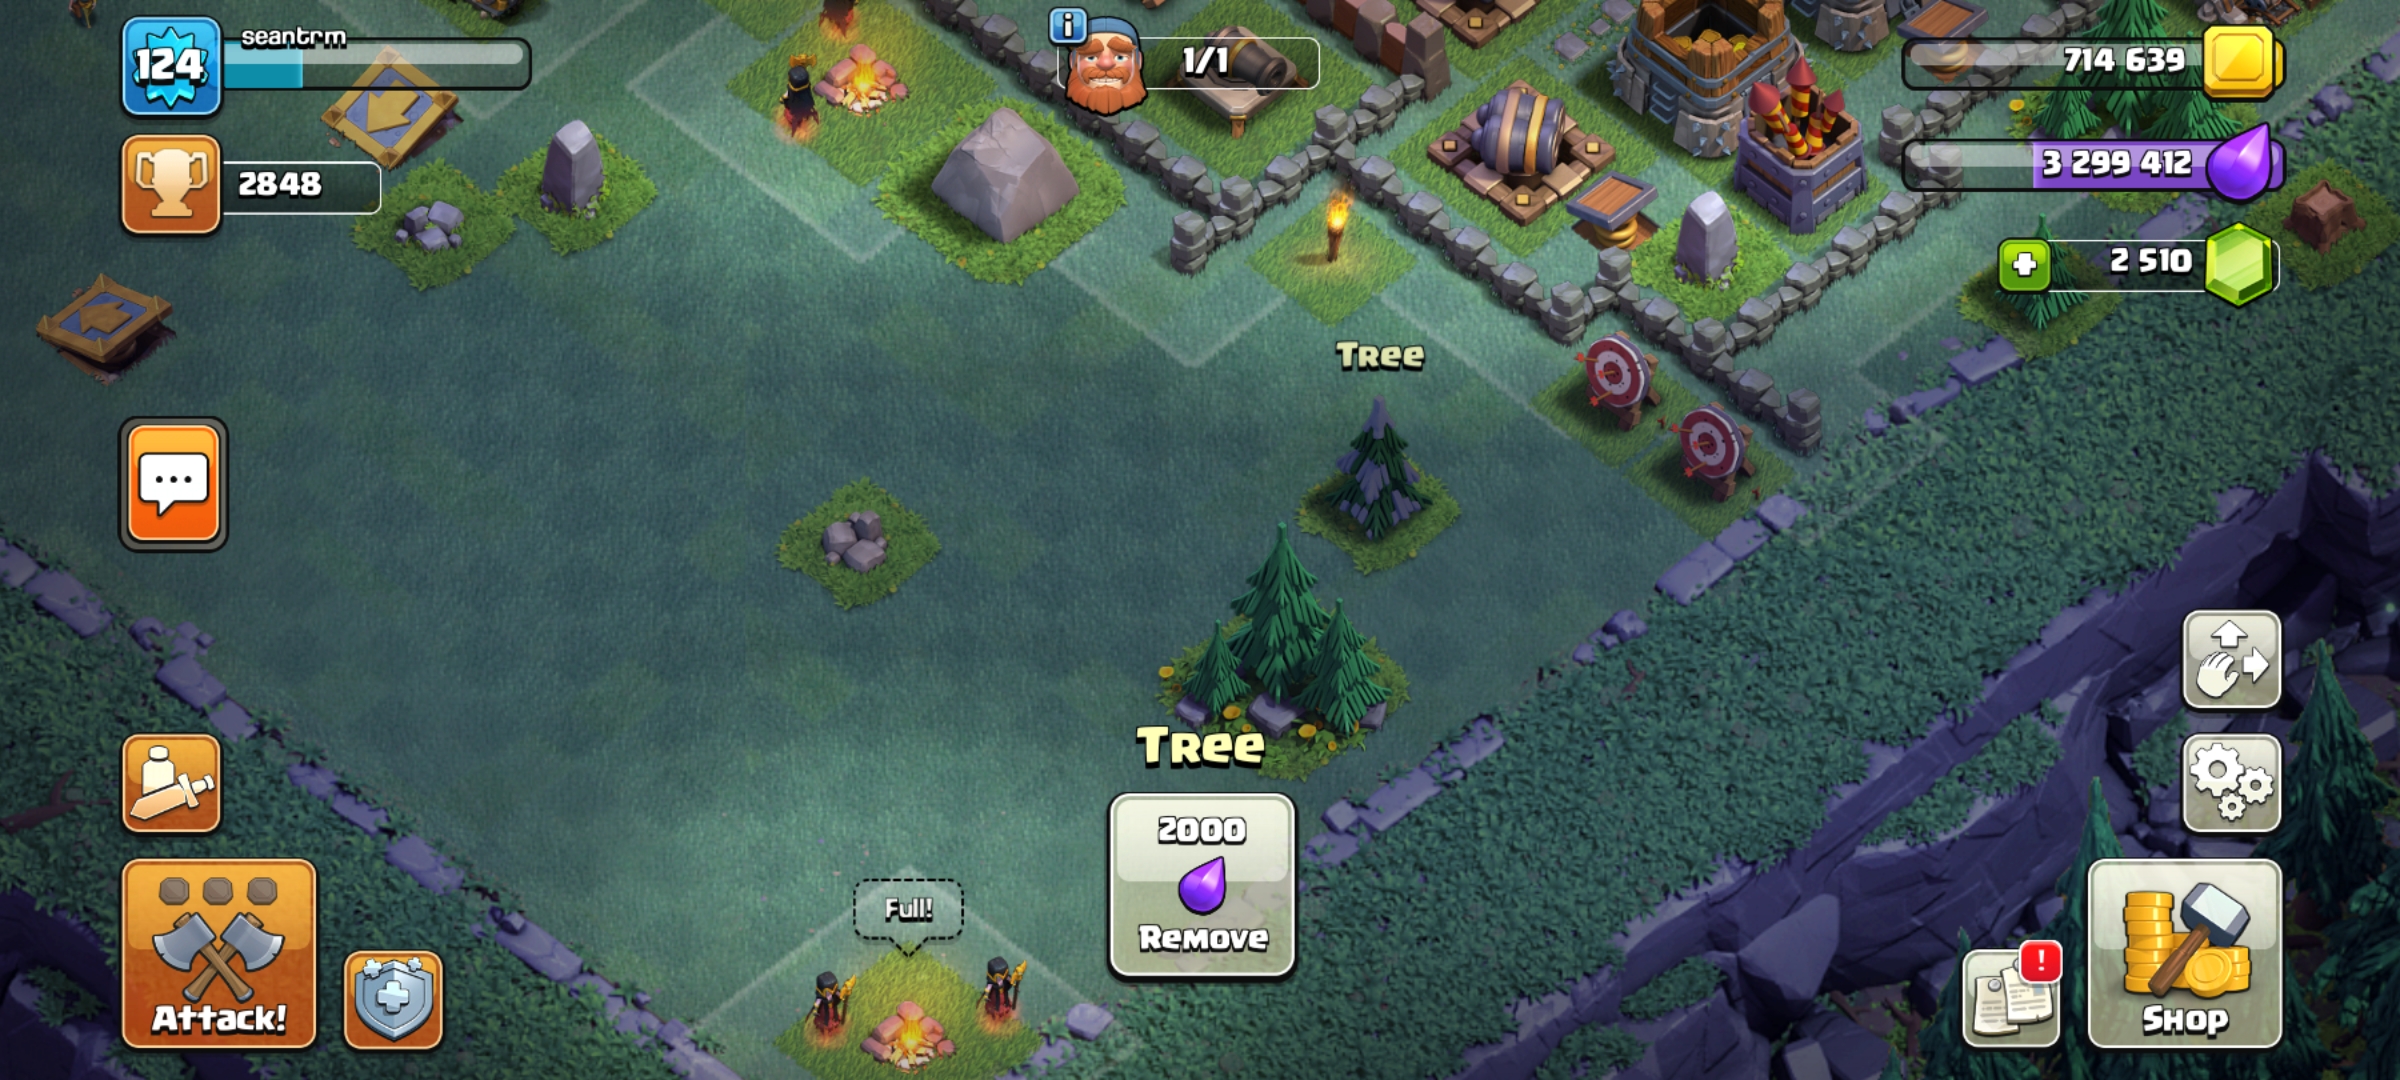 124
seantrm
1/1
714 639
2848
3 299 412
2 510
Tree
Tree
2000
Remove
Full!
Attack!
!
Shop